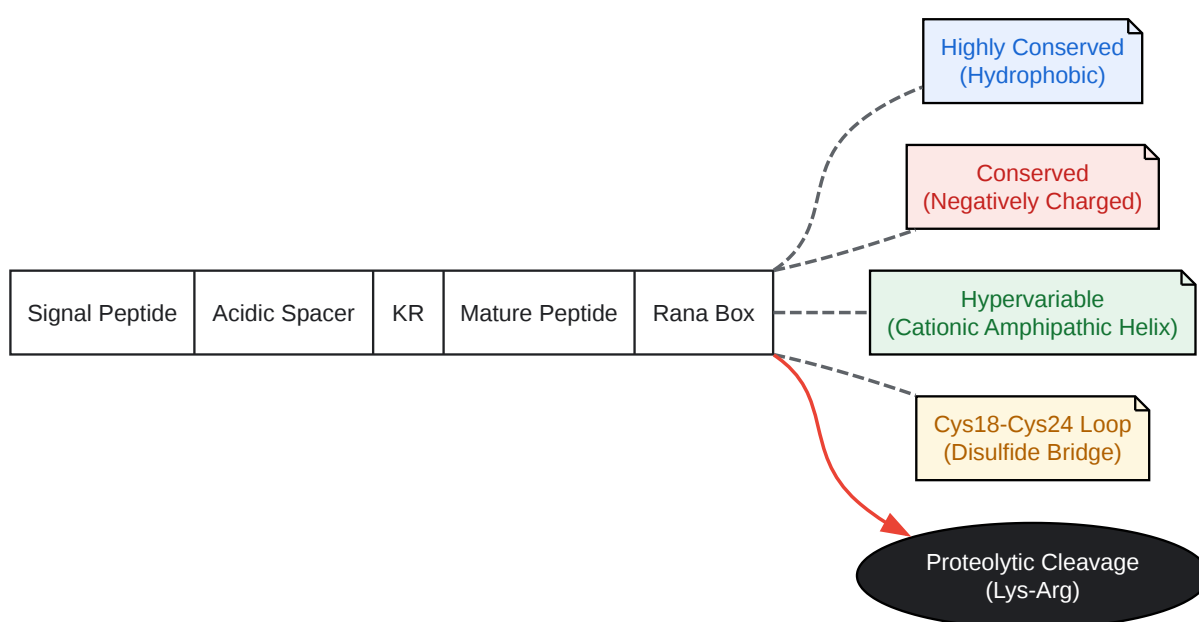 Highly Conserved
(Hydrophobic)
Conserved
(Negatively Charged)
Signal Peptide
Acidic Spacer
KR
Mature Peptide
Rana Box
Hypervariable
(Cationic Amphipathic Helix)
Cys18-Cys24 Loop
(Disulfide Bridge)
Proteolytic Cleavage
(Lys-Arg)